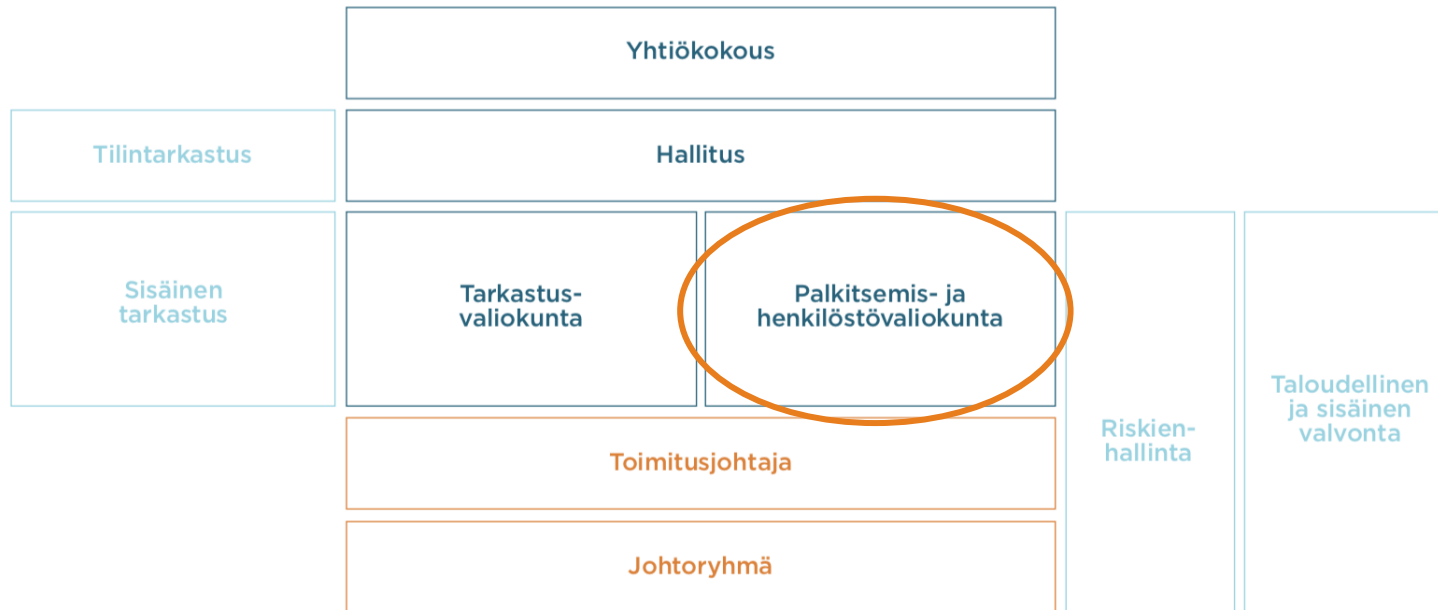 Yhtiökokous
Tilintarkastus
Hallitus
Sisäinen
tarkastus
Tarkastus-
valiokunta
Palkitsemis- ja
henkilöstövaliokunta
Riskien-
hallinta
Taloudellinen
ja sisäinen
valvonta
Toimitusjohtaja
Johtoryhmä